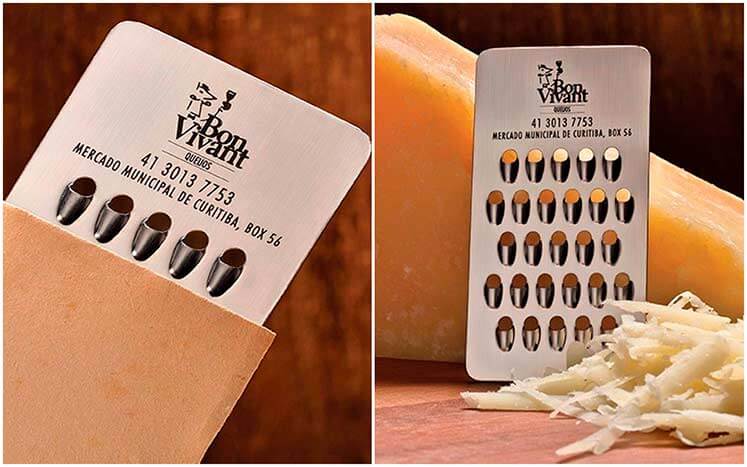 Bon
Vivant
QUEIJOS
41 3013 7753
MERCADO MUNICIPAL DE CURITIBA, BOX 56
Bon
Vivant
QUEIJOS
41 3013 7753
MERCADO MUNICIPAL DE CURITIBA, BOX 56